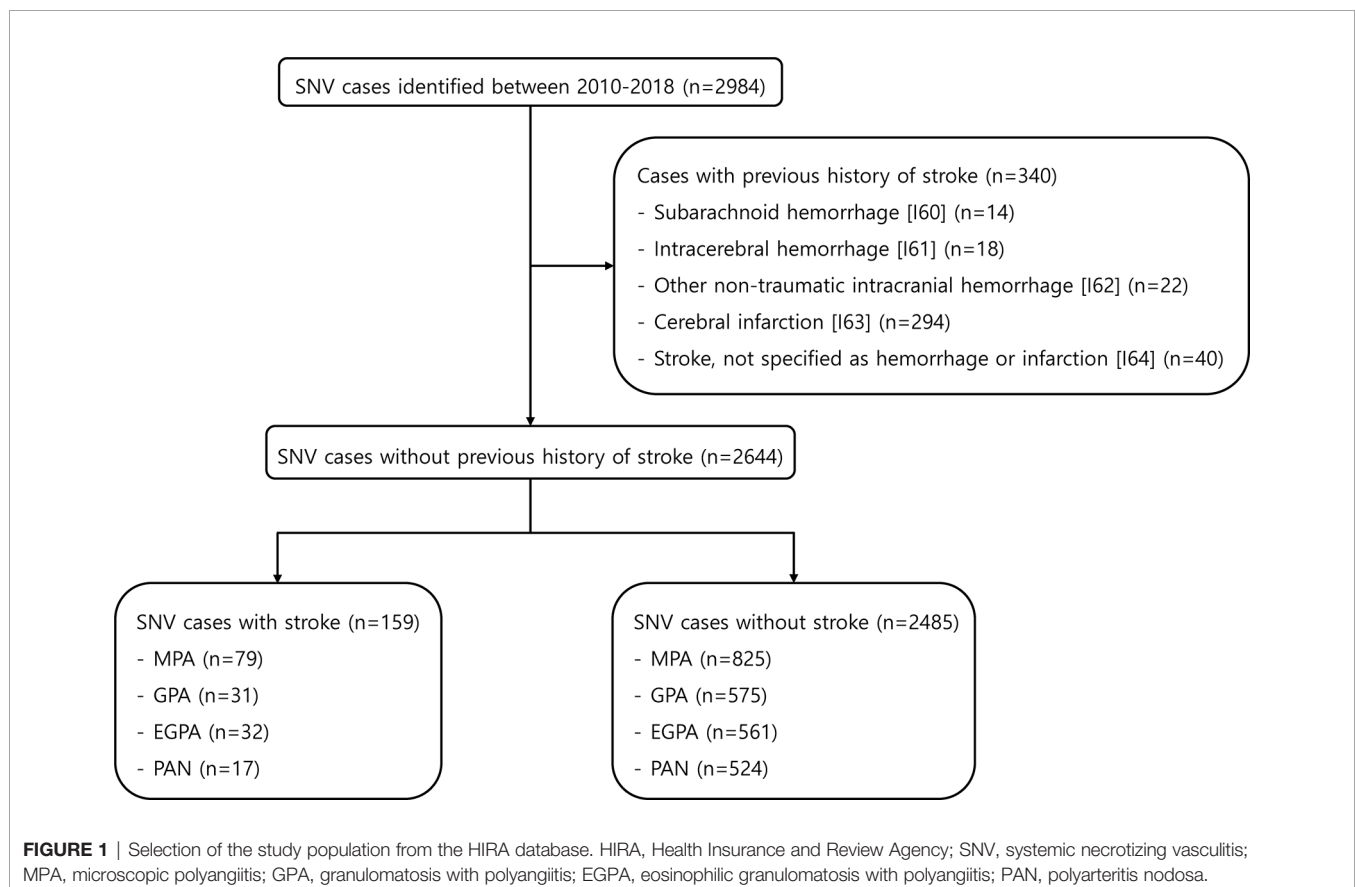 SNV cases identified between 2010-2018 (n=2984)
Cases with previous history of stroke (n=340)
- Subarachnoid hemorrhage [I60] (n=14)
- Intracerebral hemorrhage [I61] (n=18)
- Other non-traumatic intracranial hemorrhage [I62] (n=22)
- Cerebral infarction [I63] (n=294)
- Stroke, not specified as hemorrhage or infarction [I64] (n=40)
SNV cases without previous history of stroke (n=2644)
SNV cases with stroke (n=159)
- MPA (n=79)
- GPA (n=31)
- EGPA (n=32)
- PAN (n=17)
SNV cases without stroke (n=2485)
- MPA (n=825)
- GPA (n=575)
- EGPA (n=561)
- PAN (n=524)
FIGURE 1 | Selection of the study population from the HIRA database. HIRA, Health Insurance and Review Agency; SNV, systemic necrotizing vasculitis;
MPA, microscopic polyangiitis; GPA, granulomatosis with polyangiitis; EGPA, eosinophilic granulomatosis with polyangiitis; PAN, polyarteritis nodosa.